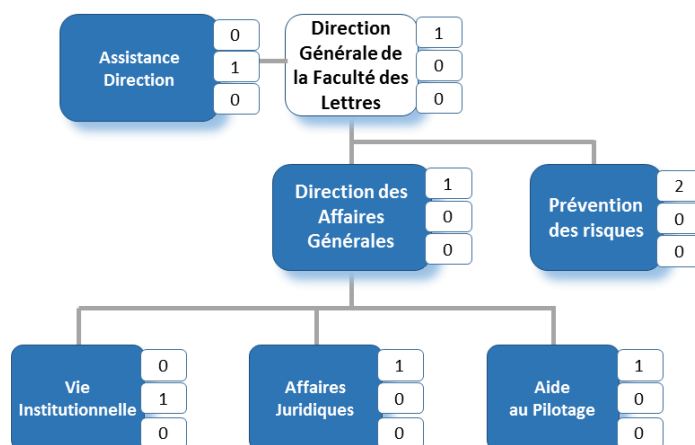 Assistance
Direction
0
1
0
Direction
Générale de
la Faculté des
Lettres
1
0
0
Direction des
Affaires
Générales
1
0
0
Prévention
des risques
2
0
0
Vie
Institutionnelle
0
1
0
Affaires
Juridiques
1
0
0
Aide
au Pilotage
1
0
0